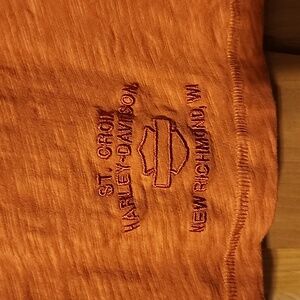 ST. CROIX
HARLEY-DAVIDSON
NEW RICHMOND, WI